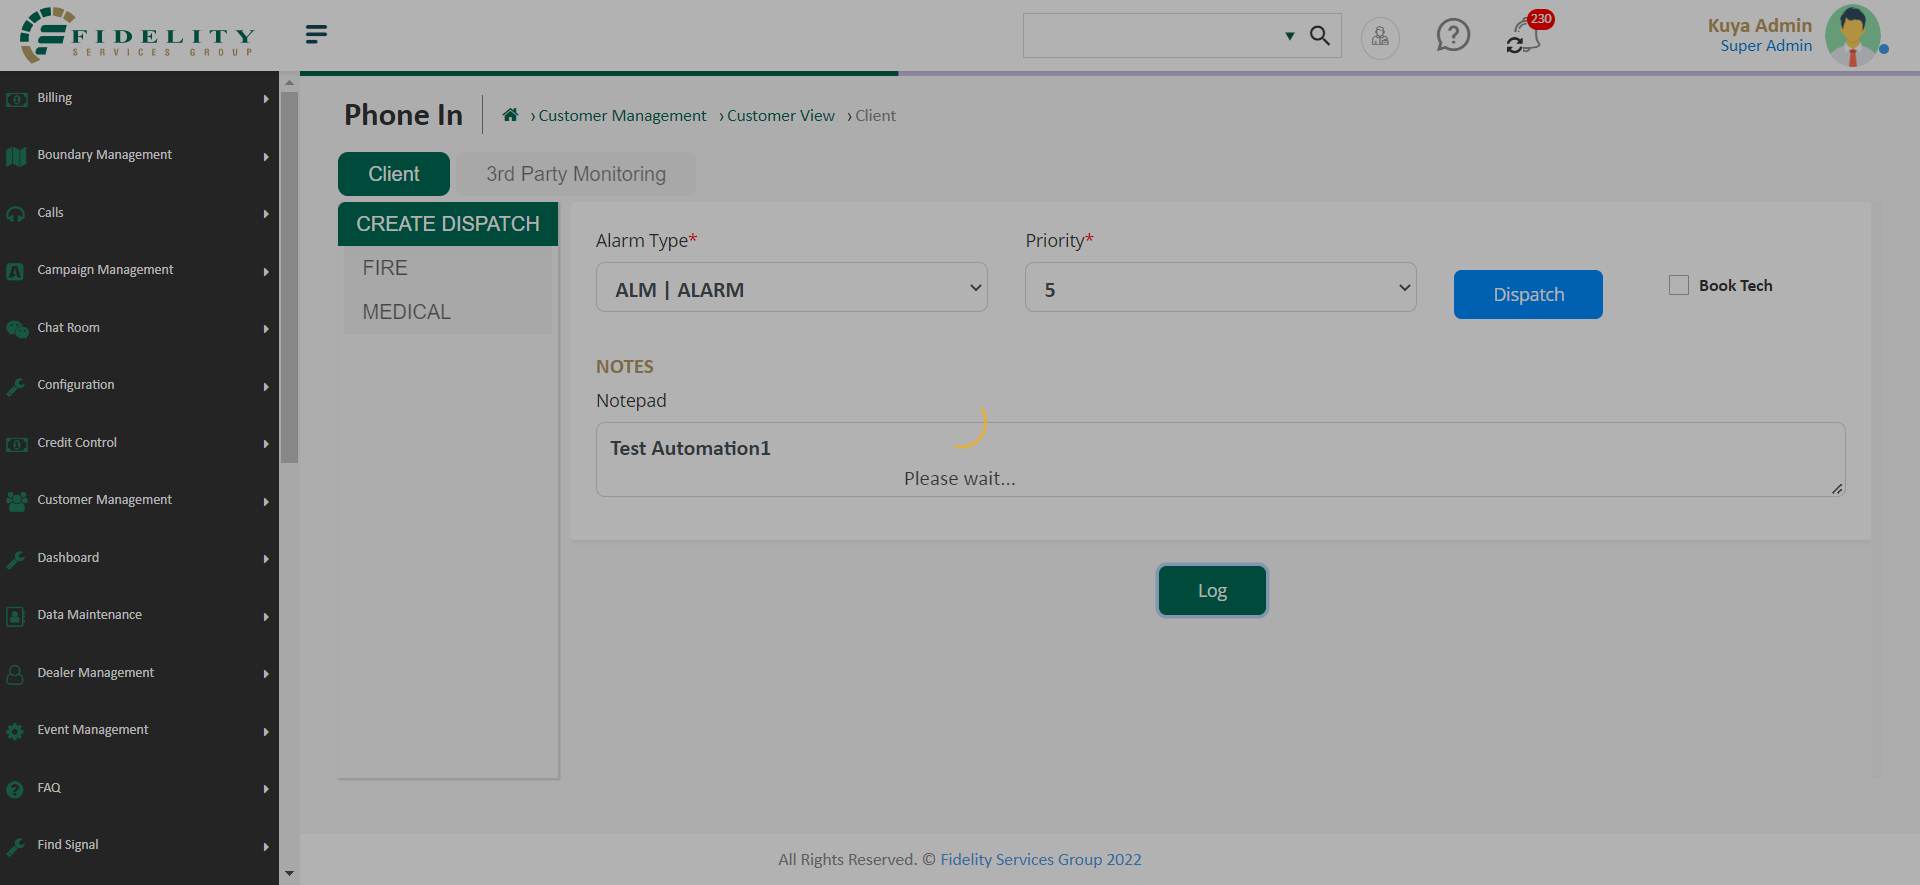 FIDELITY
SERVICES GROUP
230
Kuya Admin
Super Admin
Billing
Boundary Management
Calls
Campaign Management
Chat Room
Configuration
Credit Control
Customer Management
Dashboard
Data Maintenance
Dealer Management
Event Management
FAQ
Find Signal
Phone In
› Customer Management › Customer View › Client
Client
3rd Party Monitoring
CREATE DISPATCH
FIRE
MEDICAL
Alarm Type*
Priority*
ALM | ALARM
5
Dispatch
Book Tech
NOTES
Notepad
Test Automation1
Please wait...
Log
All Rights Reserved. © Fidelity Services Group 2022